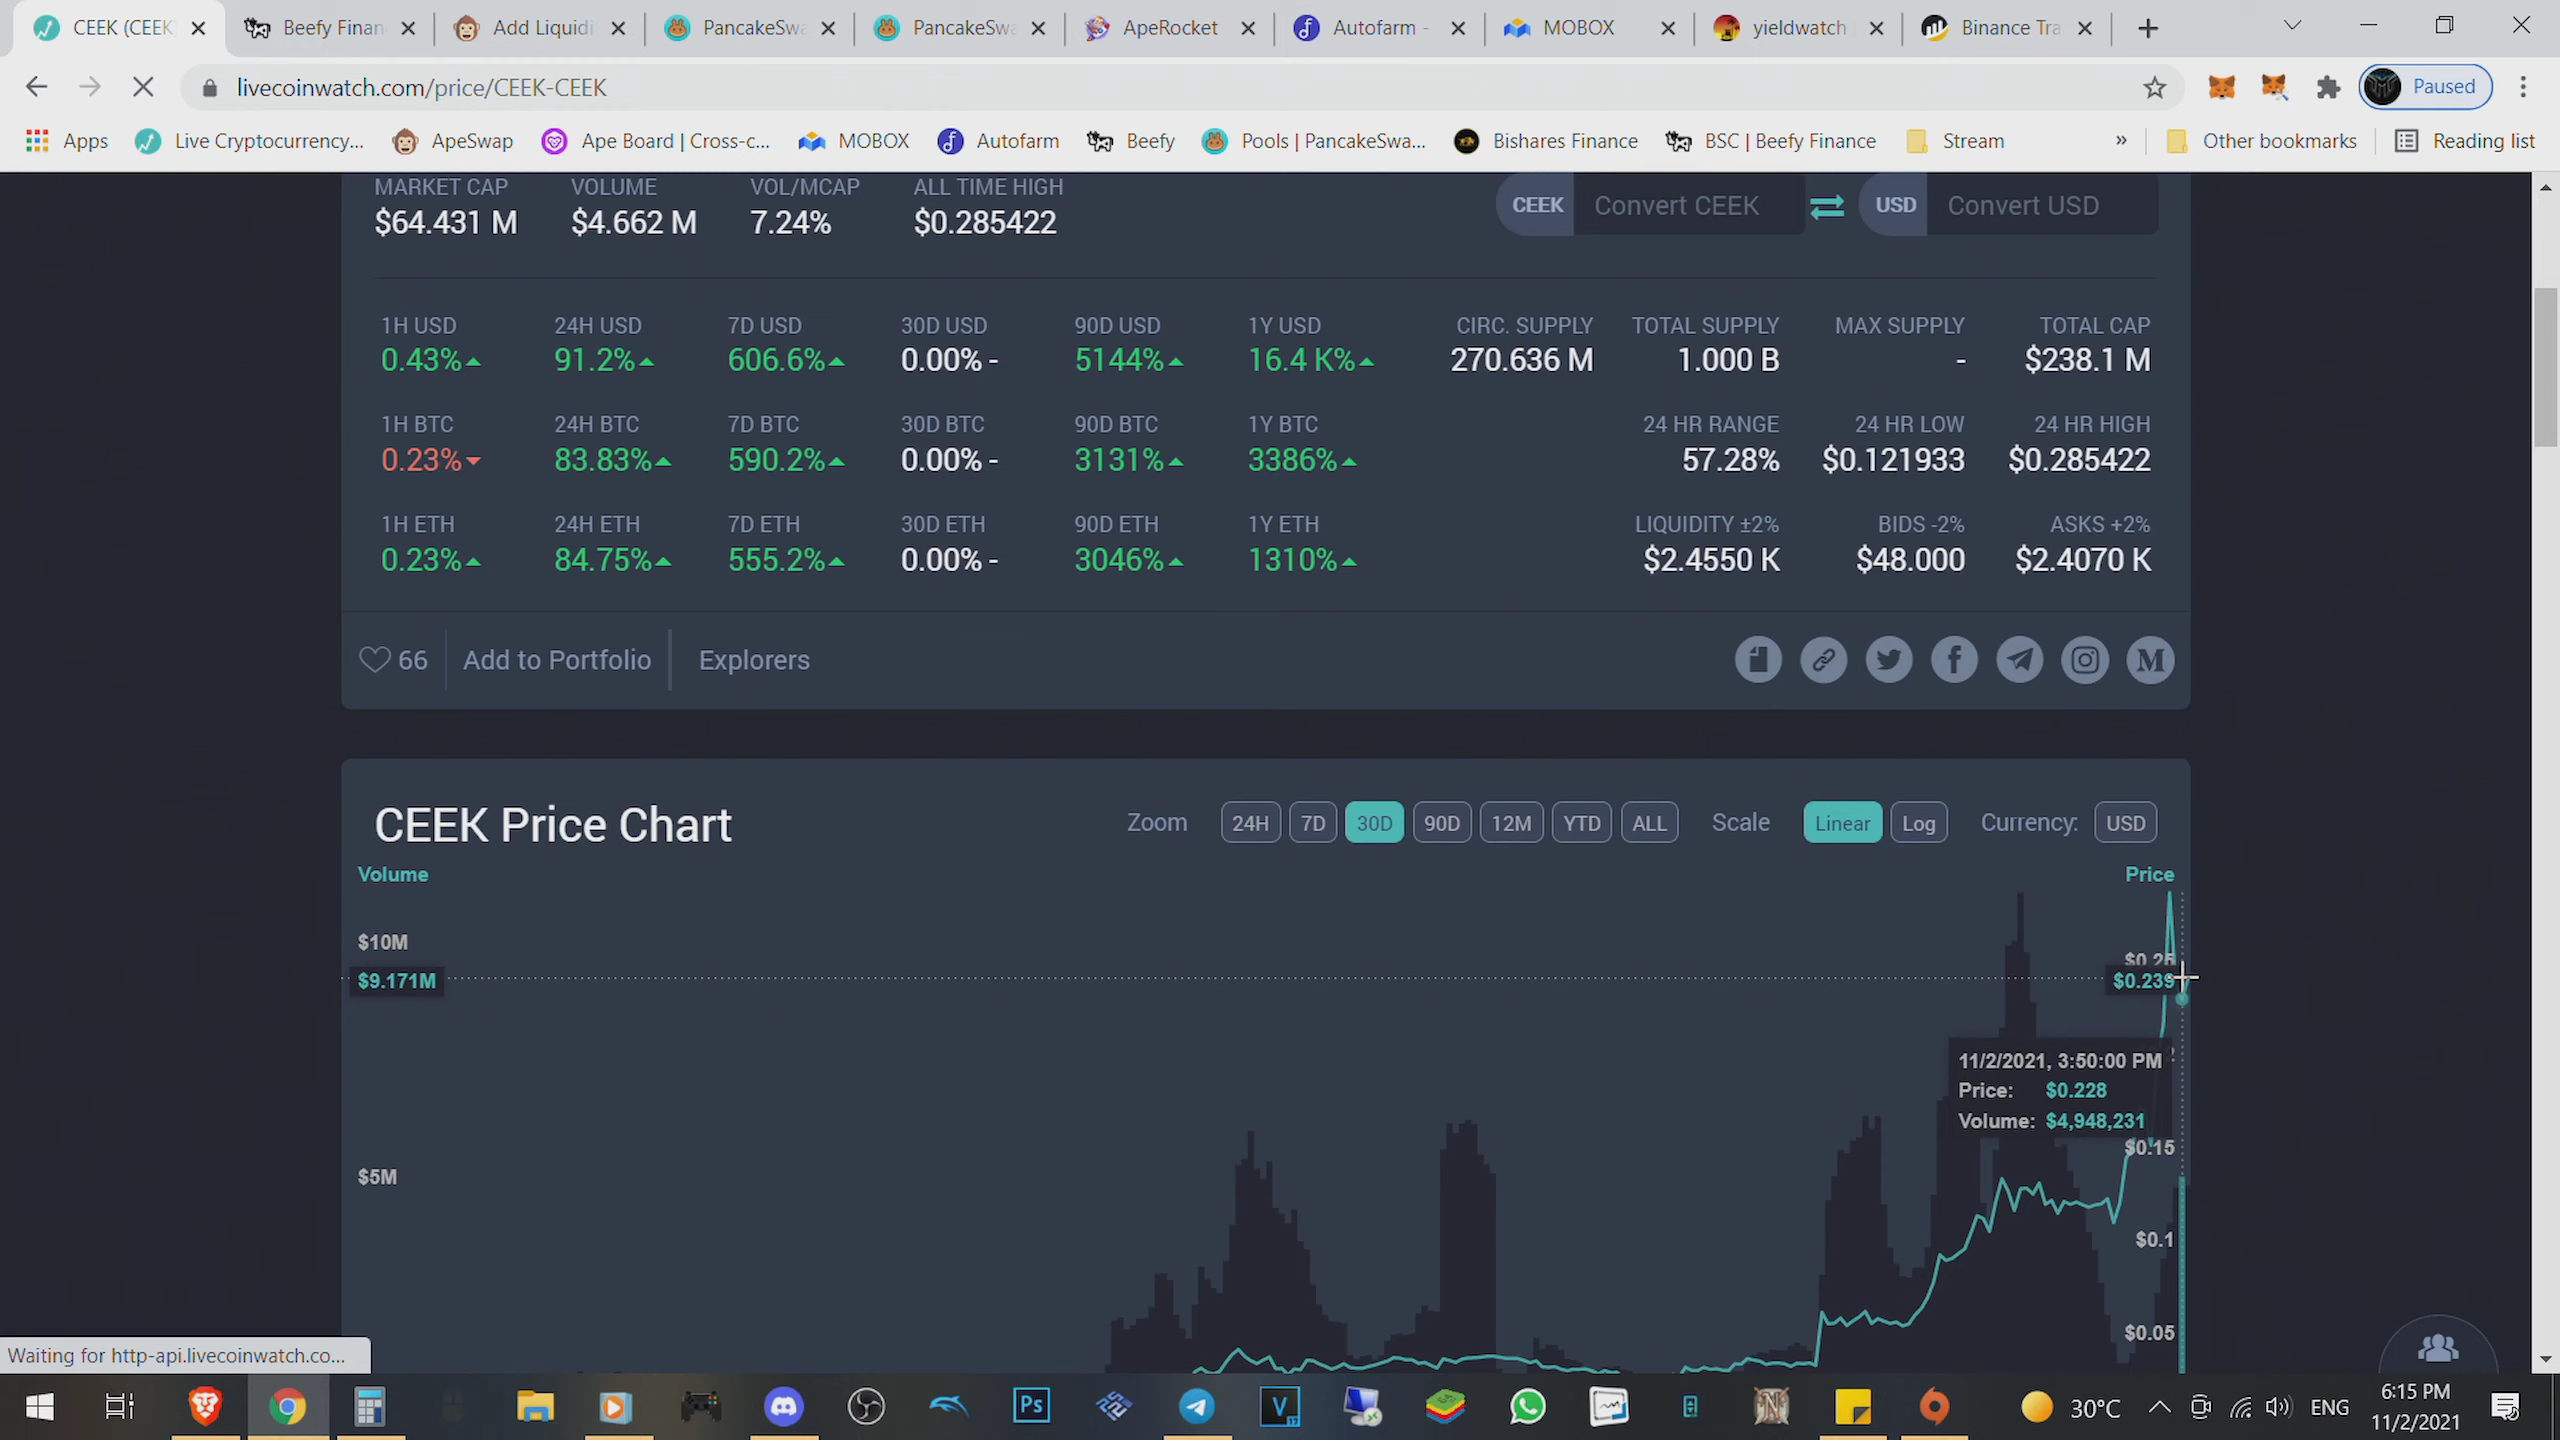 CEEK (CEEK
Beefy Finan
Add Liquidi
PancakeSwa
PancakeSwa
ApeRocket
Autofarm -
MOBOX
yieldwatch
Binance Tra
livecoinwatch.com/price/CEEK-CEEK
Paused
Apps
Live Cryptocurrency...
ApeSwap
Ape Board | Cross-c...
MOBOX
Autofarm
Beefy
Pools | PancakeSwa...
Bishares Finance
BSC | Beefy Finance
Stream
»
Other bookmarks
Reading list
MARKET CAP VOLUME VOL/MCAP ALL TIME HIGH
$64.431 M $4.662 M 7.24% $0.285422
CEEK Convert CEEK USD Convert USD
1H USD 24H USD 7D USD 30D USD 90D USD 1Y USD CIRC. SUPPLY TOTAL SUPPLY MAX SUPPLY TOTAL CAP
0.43% 91.2% 606.6% 0.00% - 5144% 16.4 K% 270.636 M 1.000 B - $238.1 M
1H BTC 24H BTC 7D BTC 30D BTC 90D BTC 1Y BTC 24 HR RANGE 24 HR LOW 24 HR HIGH
0.23% 83.83% 590.2% 0.00% - 3131% 3386% 57.28% $0.121933 $0.285422
1H ETH 24H ETH 7D ETH 30D ETH 90D ETH 1Y ETH LIQUIDITY ±2% BIDS -2% ASKS +2%
0.23% 84.75% 555.2% 0.00% - 3046% 1310% $2.4550 K $48.000 $2.4070 K
66 Add to Portfolio Explorers
CEEK Price Chart
Zoom 24H 7D 30D 90D 12M YTD ALL Scale Linear Log Currency: USD
Volume Price
$10M
$9.171M $0.239
11/2/2021, 3:50:00 PM
Price: $0.228
Volume: $4,948,231
$0.15
$5M
$0.1
$0.05
Waiting for http-api.livecoinwatch.co...
Ps
V
30°C
ENG
6:15 PM
11/2/2021